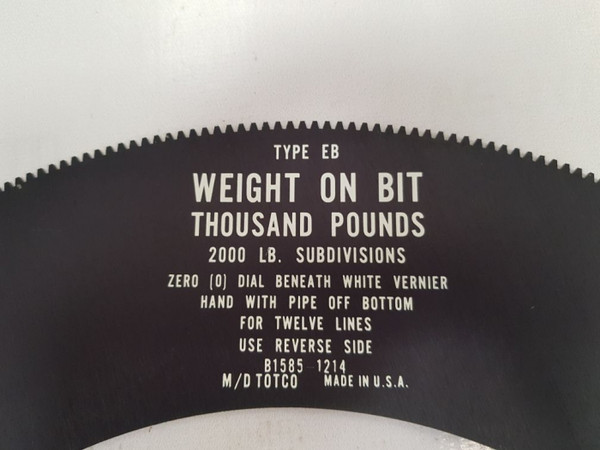 TYPE EB
WEIGHT ON BIT
THOUSAND POUNDS
2000 LB. SUBDIVISIONS
ZERO (0) DIAL BENEATH WHITE VERNIER
HAND WITH PIPE OFF BOTTOM
FOR TWELVE LINES
USE REVERSE SIDE
B1585 1214
M/D TOTCO MADE IN U.S.A.